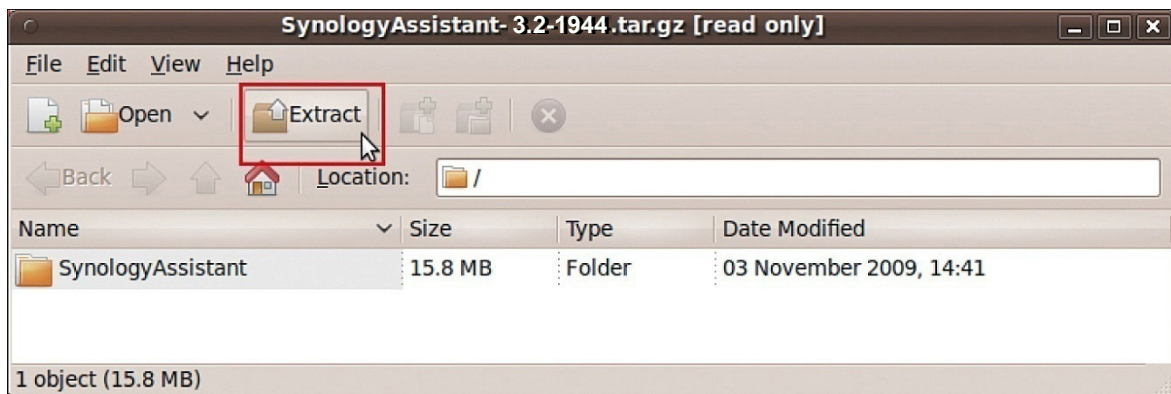 SynologyAssistant- 3.2-1944.tar.gz [read only]
File Edit View Help
Open Extract
Back Location: /
Name Size Type Date Modified
SynologyAssistant 15.8 MB Folder 03 November 2009, 14:41
1 object (15.8 MB)